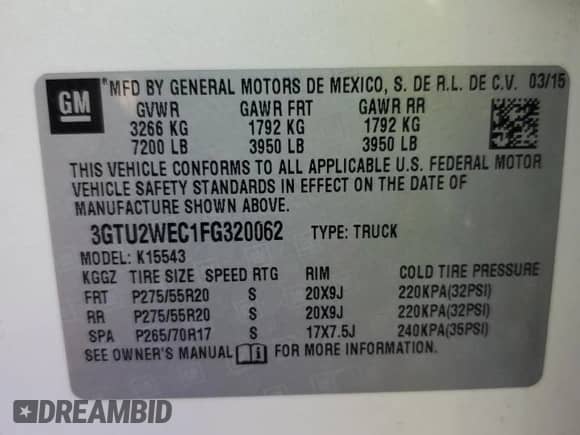 GM
MFD BY GENERAL MOTORS DE MEXICO, S. DE R.L. DE C.V. 03/15
GVWR GAWR FRT GAWR RR
3266 KG 1792 KG 1792 KG
7200 LB 3950 LB 3950 LB
THIS VEHICLE CONFORMS TO ALL APPLICABLE U.S. FEDERAL MOTOR
VEHICLE SAFETY STANDARDS IN EFFECT ON THE DATE OF
MANUFACTURE SHOWN ABOVE.
3GTU2WEC1FG320062 TYPE: TRUCK
MODEL: K15543
KGGZ TIRE SIZE SPEED RTG RIM COLD TIRE PRESSURE
FRT P275/55R20 S 20X9J 220KPA(32PSI)
RR P275/55R20 S 20X9J 220KPA(32PSI)
SPA P265/70R17 S 17X7.5J 240KPA(35PSI)
SEE OWNER'S MANUAL FOR MORE INFORMATION.
DREAMBID